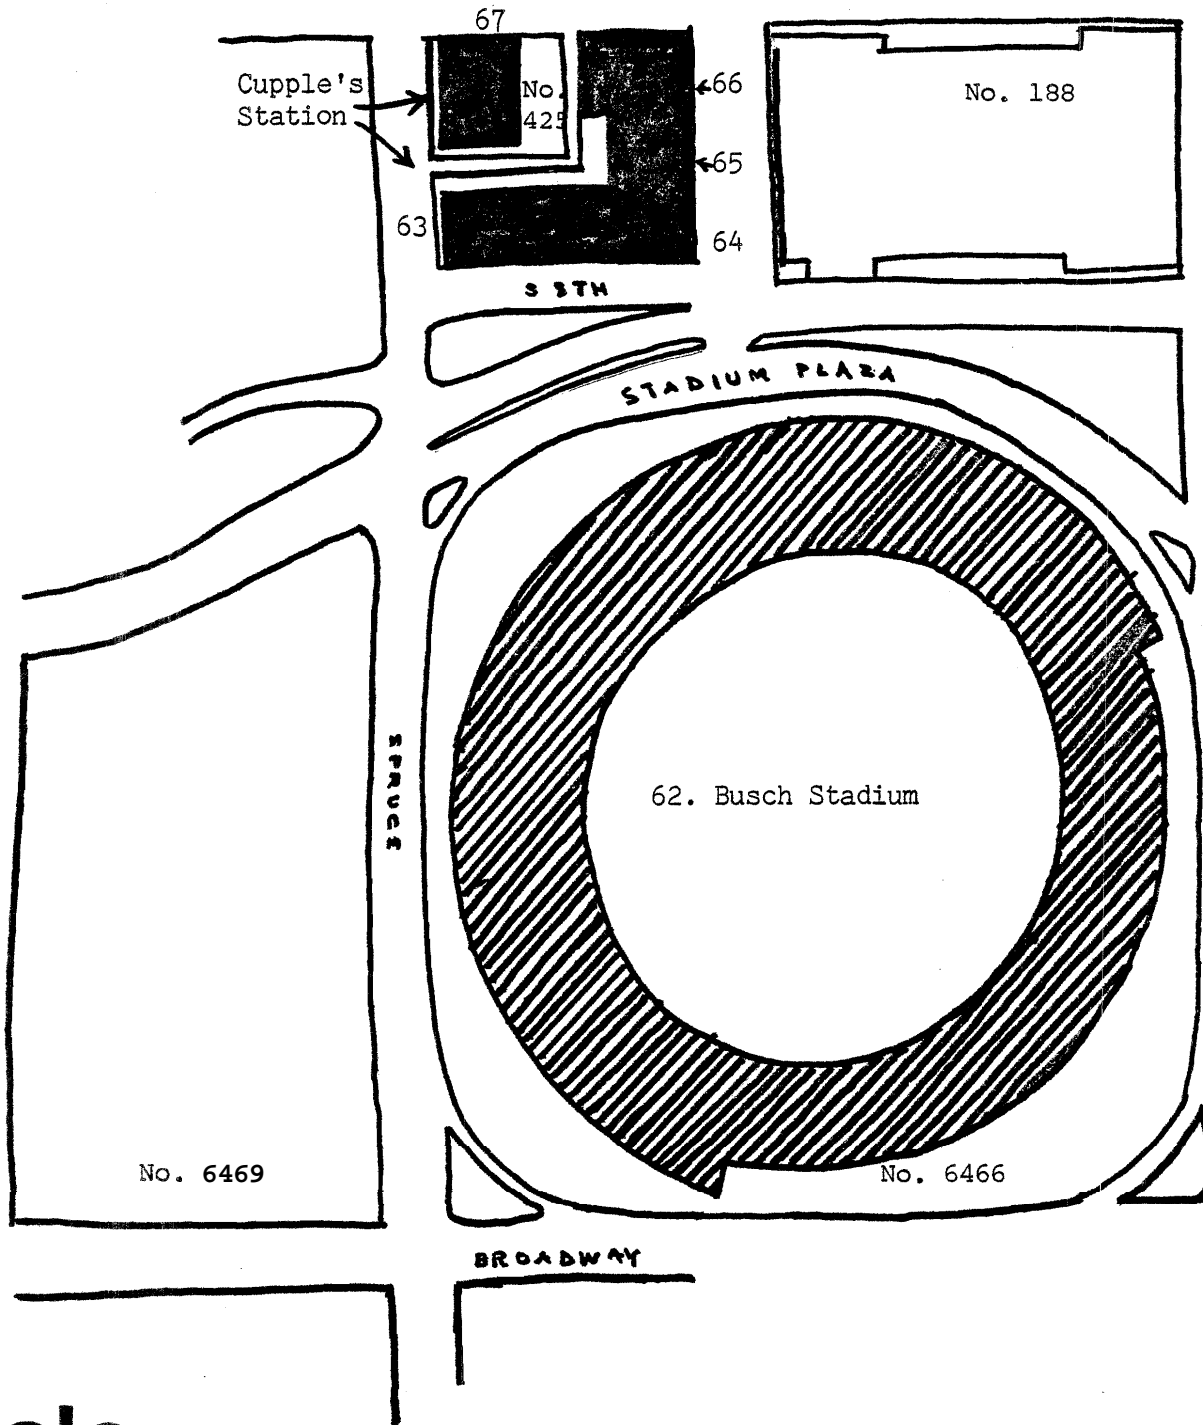 67
Cupple's
Station
No.
425
66
No. 188
65
63
64
S 8TH
STADIUM PLAZA
SPRUCE
62. Busch Stadium
No. 6469
No. 6466
BROADWAY